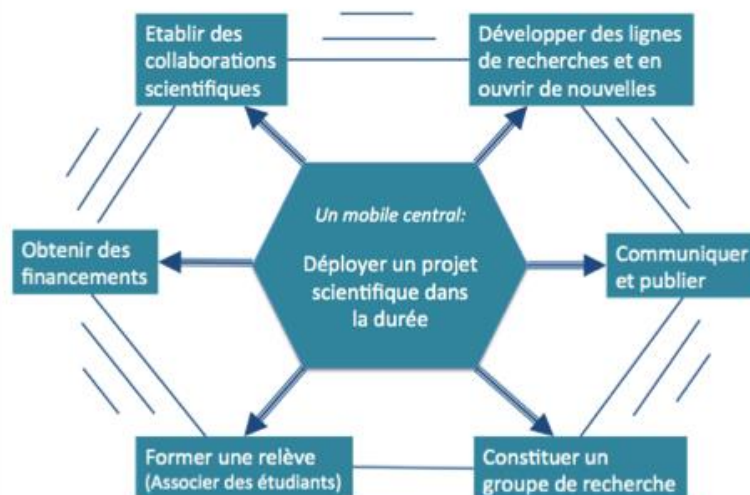 Etablir des
collaborations
scientifiques
Développer des lignes
de recherches et en
ouvrir de nouvelles
Un mobile central:
Déployer un projet
scientifique dans
la durée
Obtenir des
financements
Communiquer
et publier
Former une relève
(Associer des étudiants)
Constituer un
groupe de recherche